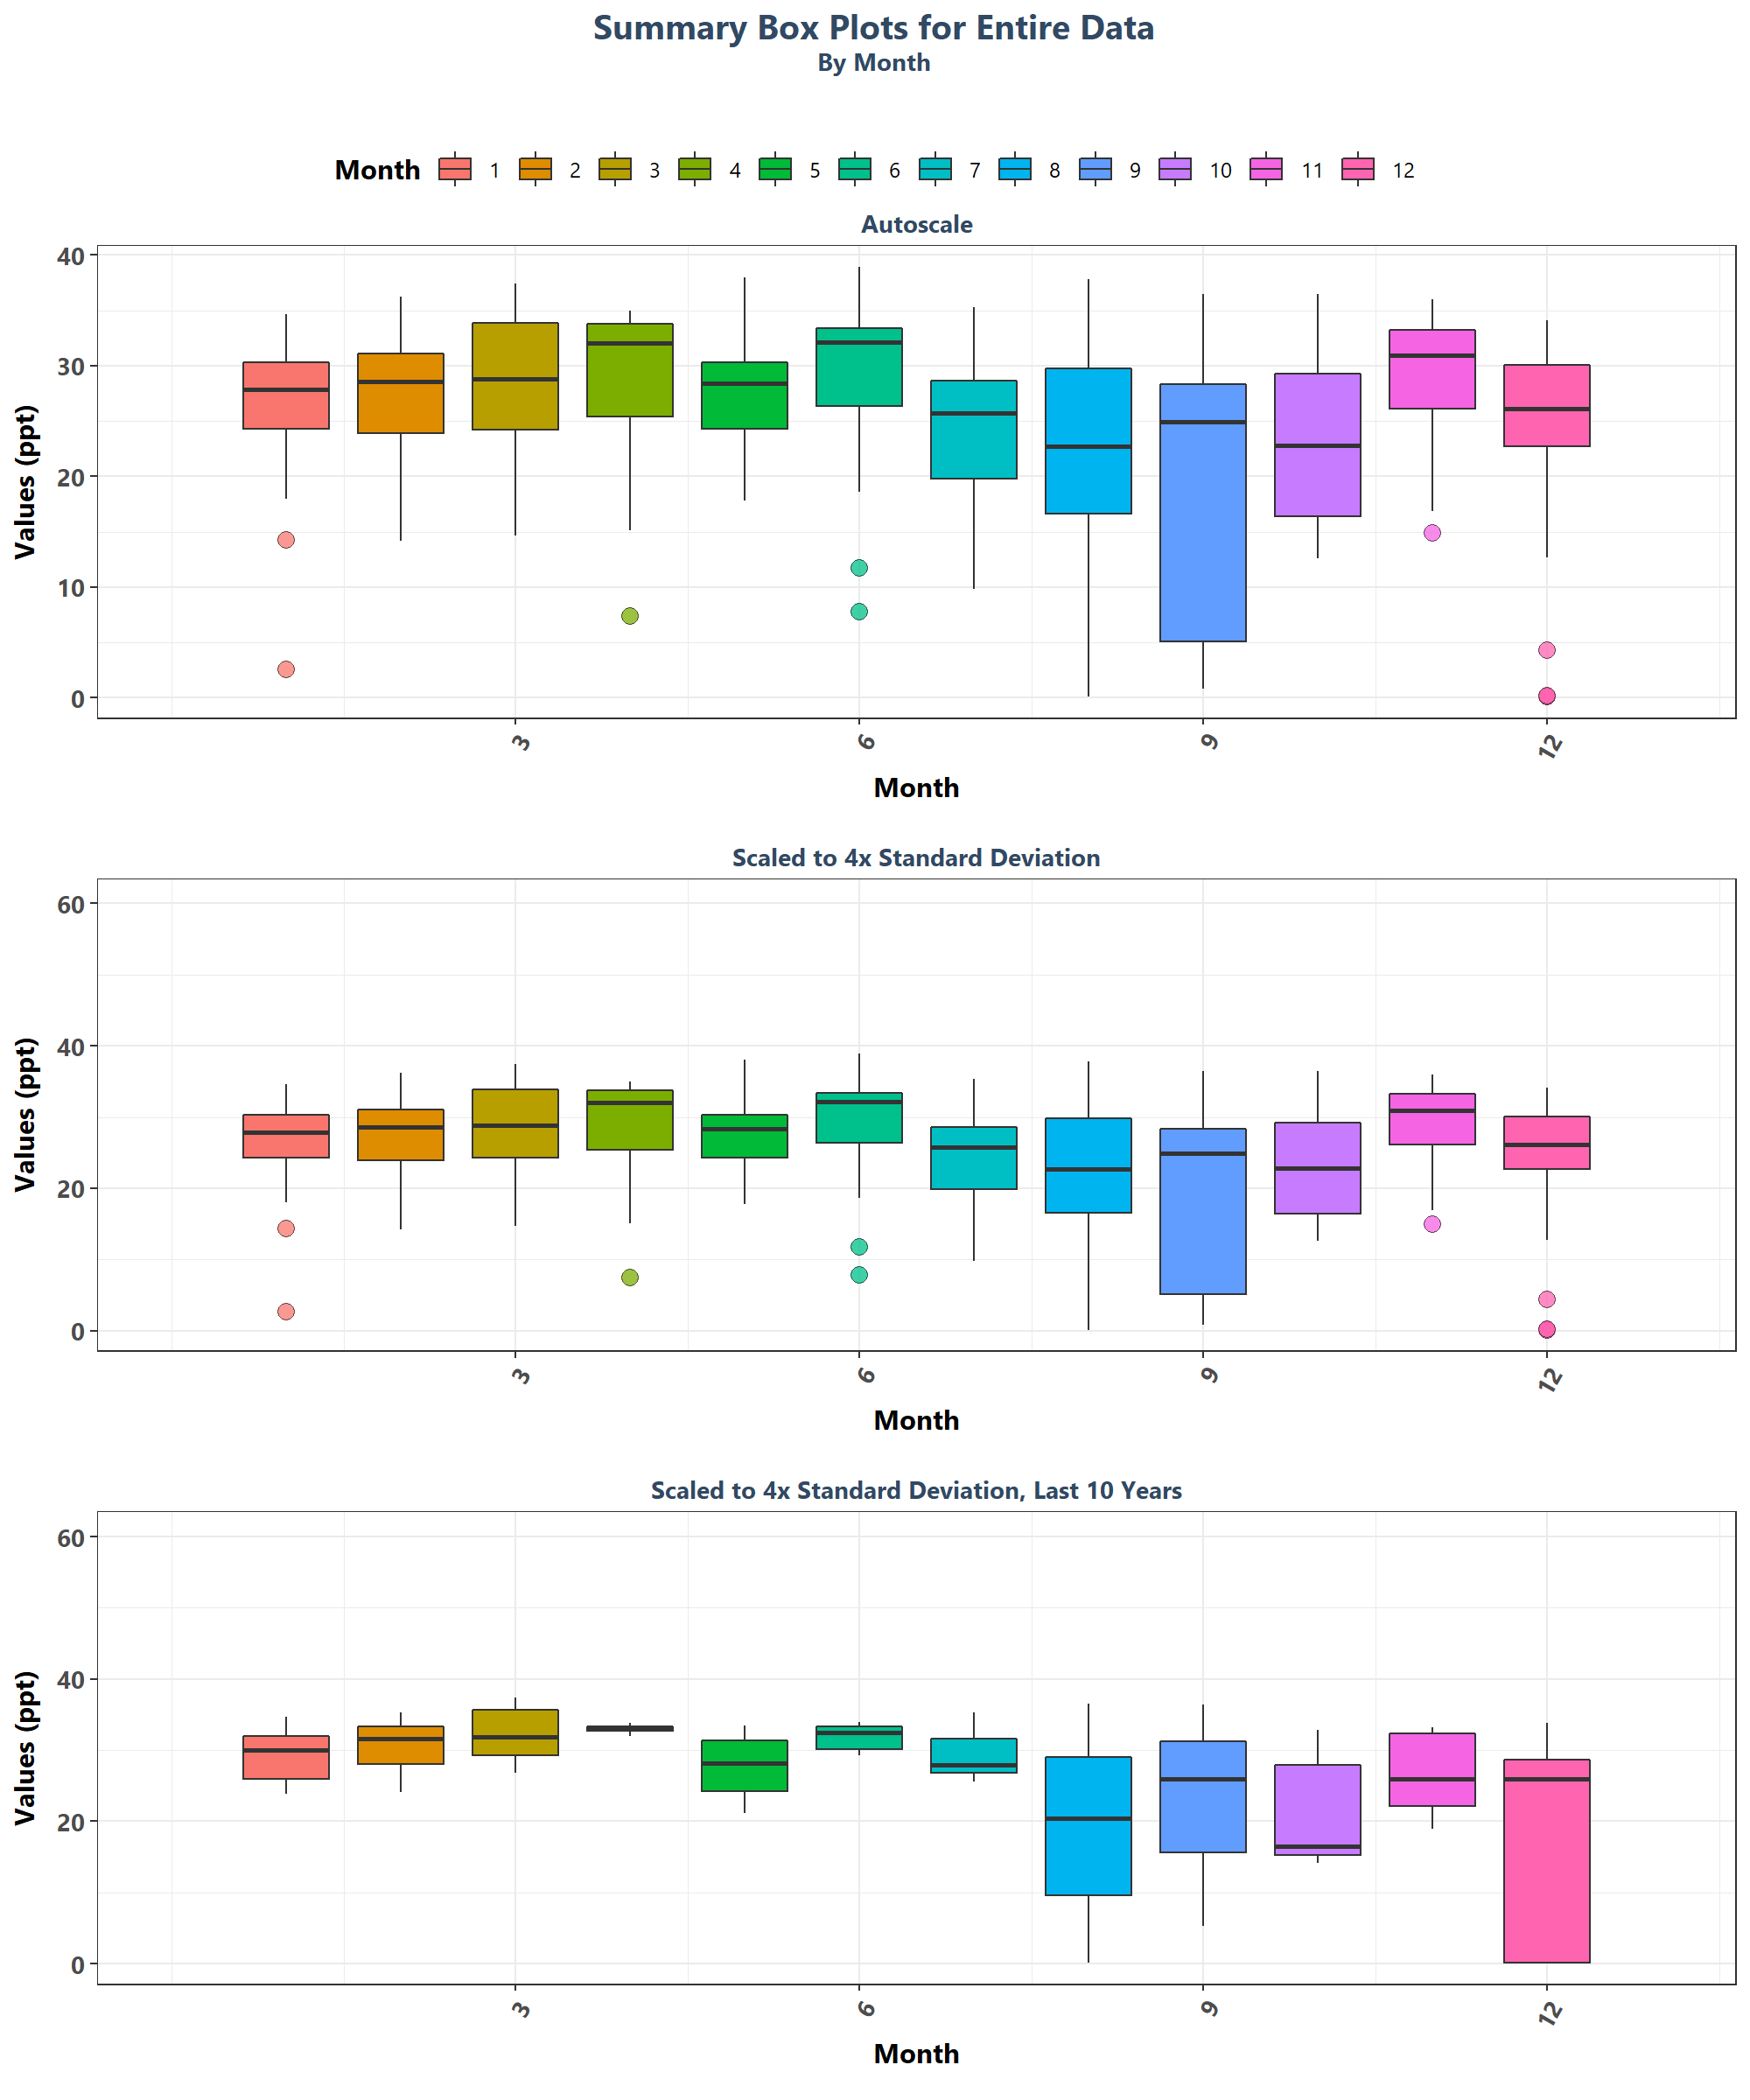 Summary Box Plots for Entire Data
By Month
Month 1 2 3 4 5 6 7 8 9 10 11 12
Autoscale
Values (ppt)
40
30
20
10
0
3 6 9 12
Month
Scaled to 4x Standard Deviation
Values (ppt)
60
40
20
0
3 6 9 12
Month
Scaled to 4x Standard Deviation, Last 10 Years
Values (ppt)
60
40
20
0
3 6 9 12
Month